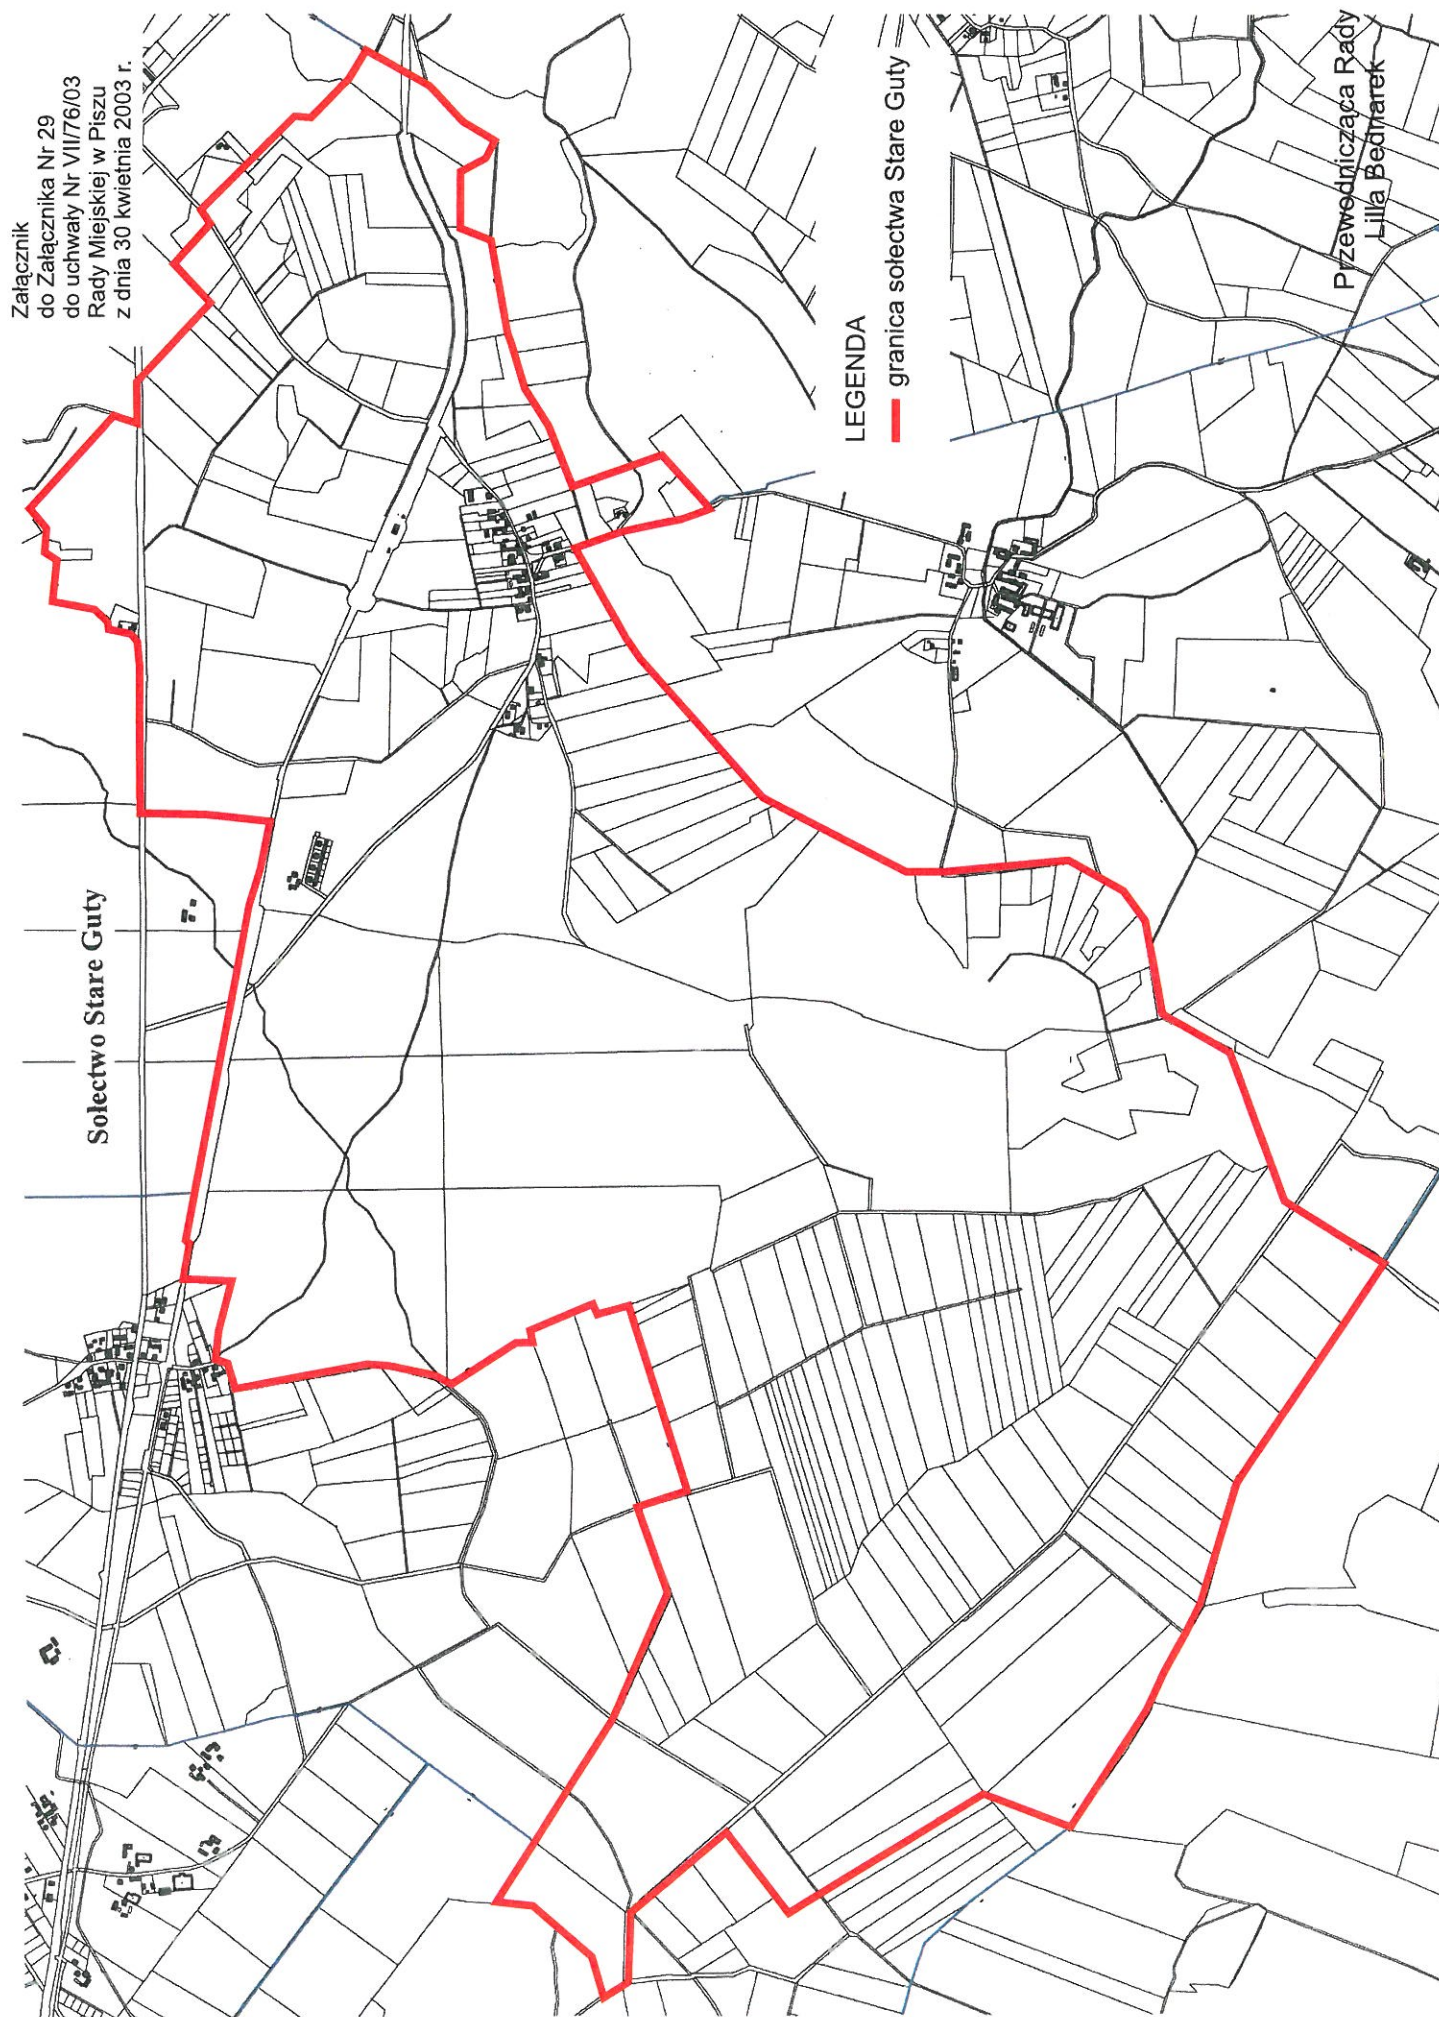 Załącznik
do Załącznika Nr 29
do uchwały Nr VII/76/03
Rady Miejskiej w Piszu
z dnia 30 kwietnia 2003 r.
Sołectwo Stare Guty
LEGENDA
granica sołectwa Stare Guty
Przewodnicząca Rady
Lilla Bednarek